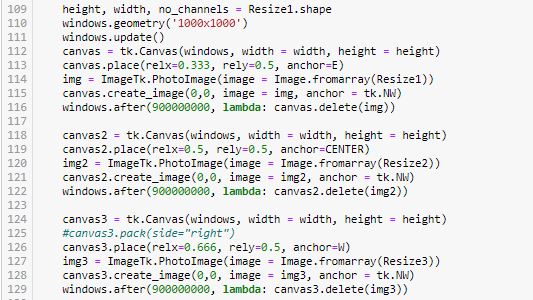 109 height, width, no_channels = Resize1.shape
110 windows.geometry('1000x1000')
111 windows.update()
112 canvas = tk.Canvas(windows, width = width, height = height)
113 canvas.place(relx=0.333, rely=0.5, anchor=E)
114 img = ImageTk.PhotoImage(image = Image.fromarray(Resize1))
115 canvas.create_image(0,0, image = img, anchor = tk.NW)
116 windows.after(900000000, lambda: canvas.delete(img))
117
118 canvas2 = tk.Canvas(windows, width = width, height = height)
119 canvas2.place(relx=0.5, rely=0.5, anchor=CENTER)
120 img2 = ImageTk.PhotoImage(image = Image.fromarray(Resize2))
121 canvas2.create_image(0,0, image = img2, anchor = tk.NW)
122 windows.after(900000000, lambda: canvas2.delete(img2))
123
124 canvas3 = tk.Canvas(windows, width = width, height = height)
125 #canvas3.pack(side="right")
126 canvas3.place(relx=0.666, rely=0.5, anchor=W)
127 img3 = ImageTk.PhotoImage(image = Image.fromarray(Resize3))
128 canvas3.create_image(0,0, image = img3, anchor = tk.NW)
129 windows.after(900000000, lambda: canvas3.delete(img3))